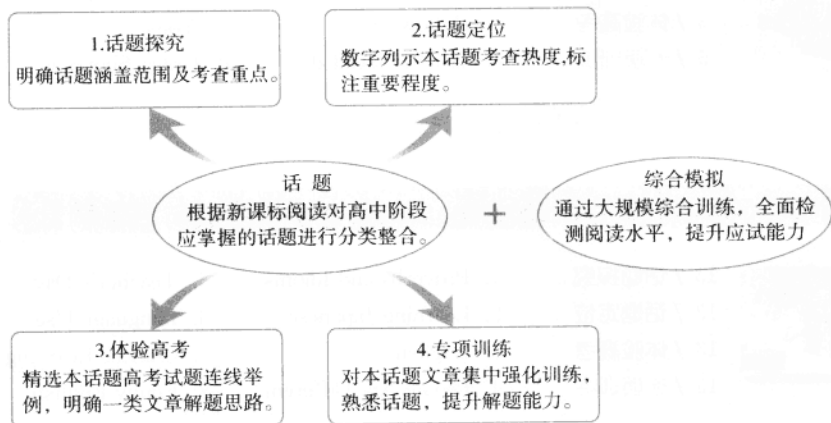 1.话题探究
明确话题涵盖范围及考查重点。
2.话题定位
数字列示本话题考查热度,标
注重要程度。
话 题
根据新课标阅读对高中阶段
应掌握的话题进行分类整合。
+
综合模拟
通过大规模综合训练，全面检
测阅读水平，提升应试能力
3.体验高考
精选本话题高考试题连线举
例，明确一类文章解题思路。
4.专项训练
对本话题文章集中强化训练，
熟悉话题，提升解题能力。